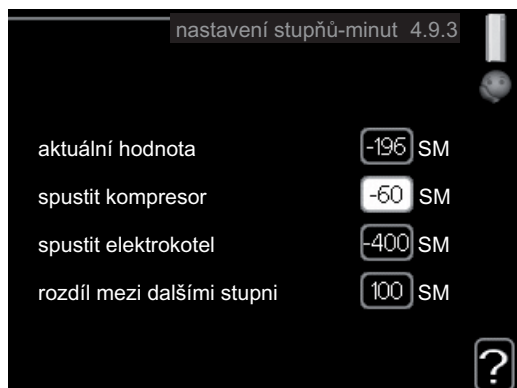 nastavení stupňů-minut 4.9.3
aktuální hodnota -196 SM
spustit kompresor -60 SM
spustit elektrokotel -400 SM
rozdíl mezi dalšími stupni 100 SM
?